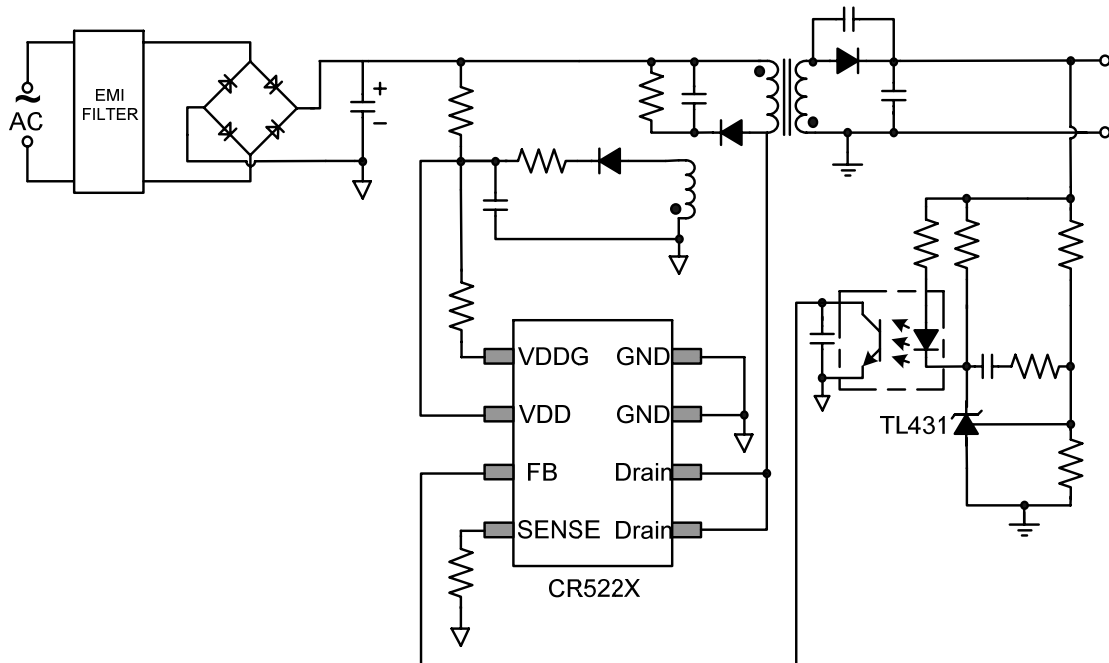 EMI
FILTER
~
AC
+
−
VDDG
GND
VDD
GND
TL431
FB
Drain
SENSE
Drain
CR522X